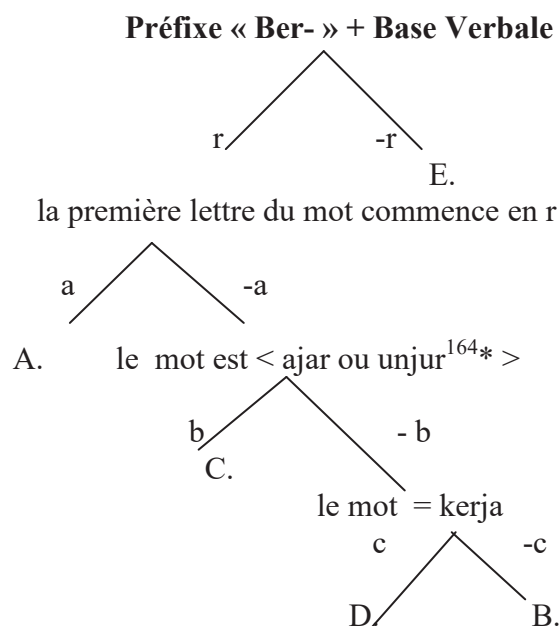 Préfixe « Ber- » + Base Verbale
r -r
E.
la première lettre du mot commence en r
a -a
A. le mot est < ajar ou unjur164* >
b - b
C.
le mot = kerja
c -c
D. B.